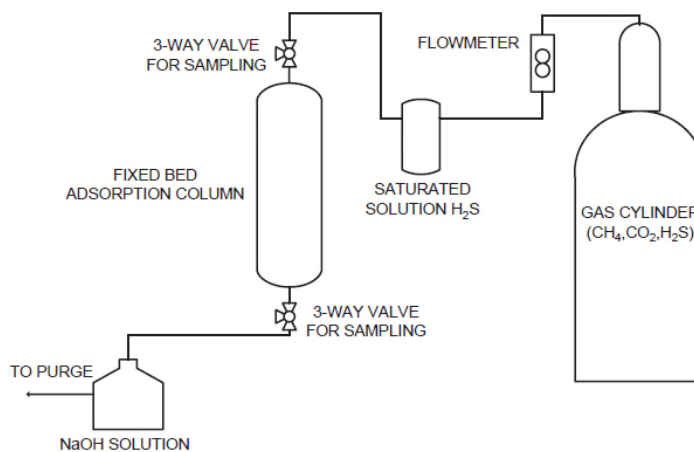 3-WAY VALVE
FOR SAMPLING
FLOWMETER
FIXED BED
ADSORPTION COLUMN
SATURATED
SOLUTION H₂S
GAS CYLINDER
(CH₄,CO₂,H₂S)
3-WAY VALVE
FOR SAMPLING
TO PURGE
NaOH SOLUTION